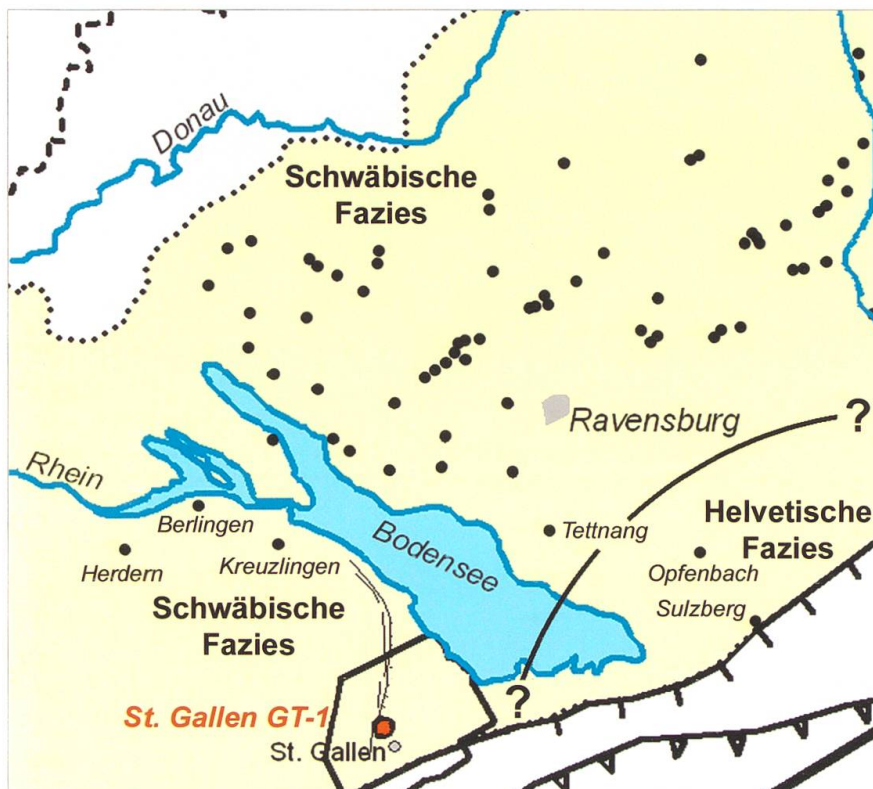 Donau
Schwäbische
Fazies
Ravensburg
?
Rhein
Berlingen
Bodensee
Tettnang
Helvetische
Fazies
Herdern
Kreuzlingen
Opfenbach
Schwäbische
Fazies
Sulzberg
?
St. Gallen GT-1
St. Gallen